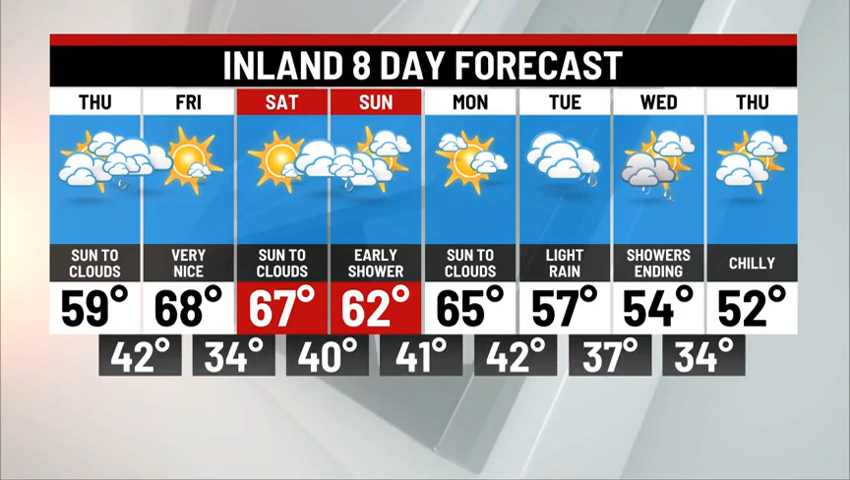 INLAND 8 DAY FORECAST
THU FRI SAT SUN MON TUE WED THU
SUN TO CLOUDS VERY NICE SUN TO CLOUDS EARLY SHOWER SUN TO CLOUDS LIGHT RAIN SHOWERS ENDING CHILLY
59° 68° 67° 62° 65° 57° 54° 52°
42° 34° 40° 41° 42° 37° 34°